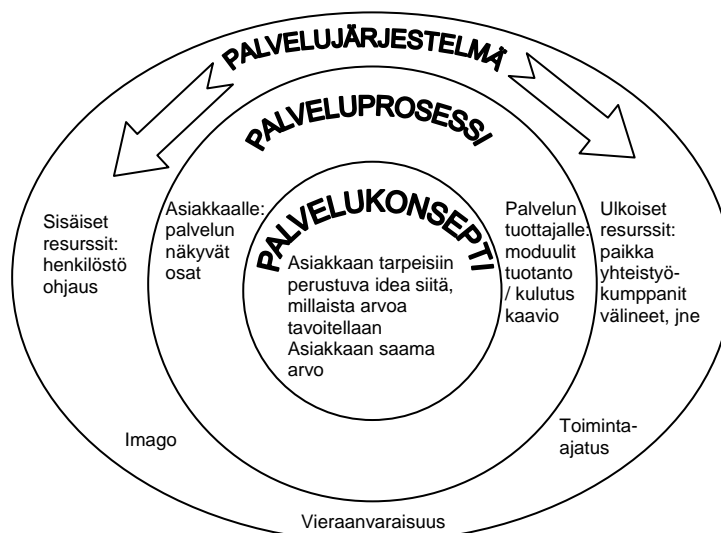 PALVELUJÄRJESTELMÄ
PALVELUPROSESSI
PALVELUKONSEPTI
Sisäiset
resurssit:
henkilöstö
ohjaus
Asiakkaalle:
palvelun
näkyvät
osat
Asiakkaan tarpeisiin
perustuva idea siitä,
millaista arvoa
tavoitellaan
Asiakkaan saama
arvo
Palvelun
tuottajalle:
moduulit
tuotanto
/ kulutus
kaavio
Ulkoiset
resurssit:
paikka
yhteistyö-
kumppanit
välineet, jne
Imago
Toiminta-
ajatus
Vieraanvaraisuus